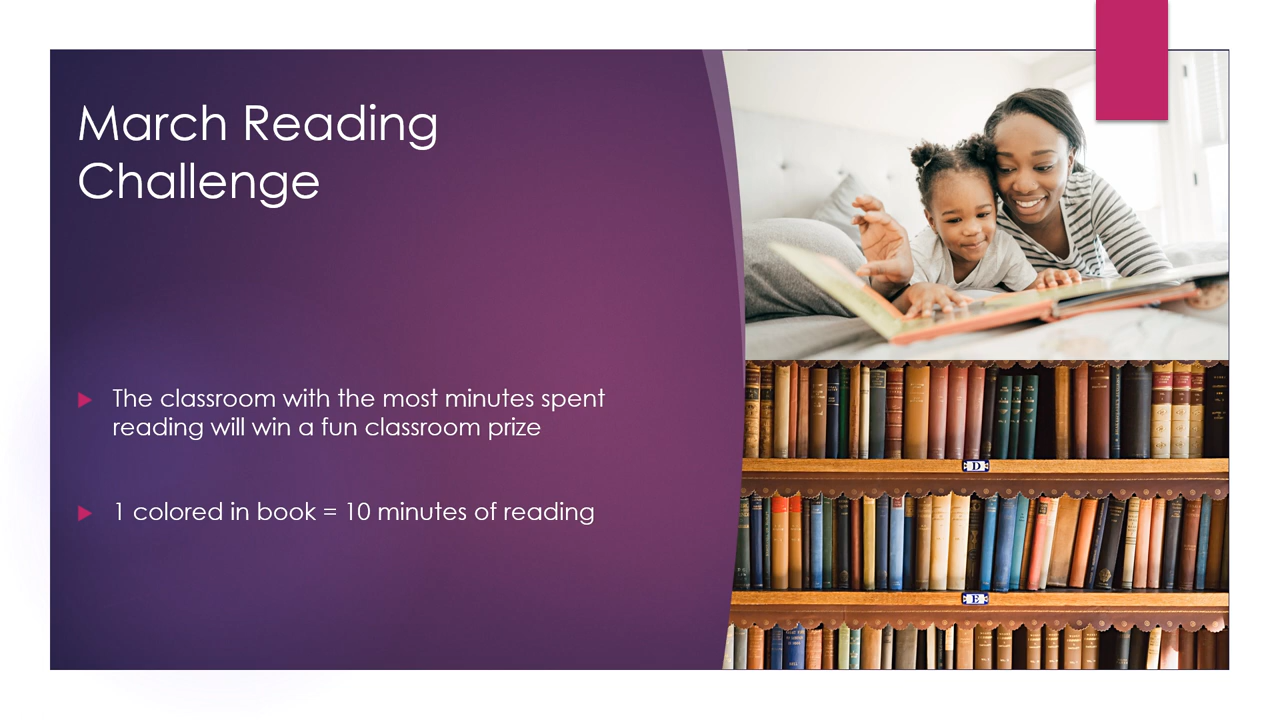 March Reading
Challenge
The classroom with the most minutes spent
reading will win a fun classroom prize
1 colored in book = 10 minutes of reading
D
E